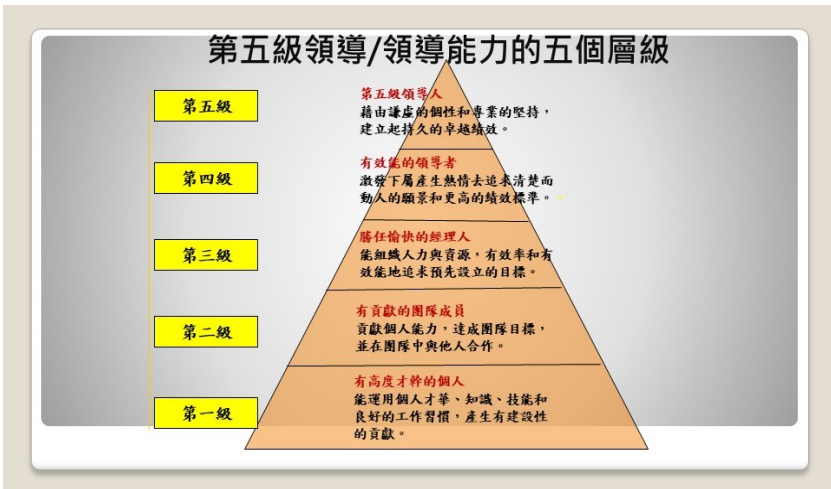 第五級領導/領導能力的五個層級
第五級
第五級領導人
藉由謙虛的個性和專業的堅持，
建立起持久的卓越績效。
第四級
有效能的領導者
激發下屬產生熱情去追求清楚而
動人的願景和更高的績效標準。
第三級
勝任愉快的經理人
能組織人力與資源，有效率和有
效能地追求預先設立的目標。
第二級
有貢獻的團隊成員
貢獻個人能力，達成團隊目標，
並在團隊中與他人合作。
第一級
有高度才幹的個人
能運用個人才華、知識、技能和
良好的工作習慣，產生有建設性
的貢獻。